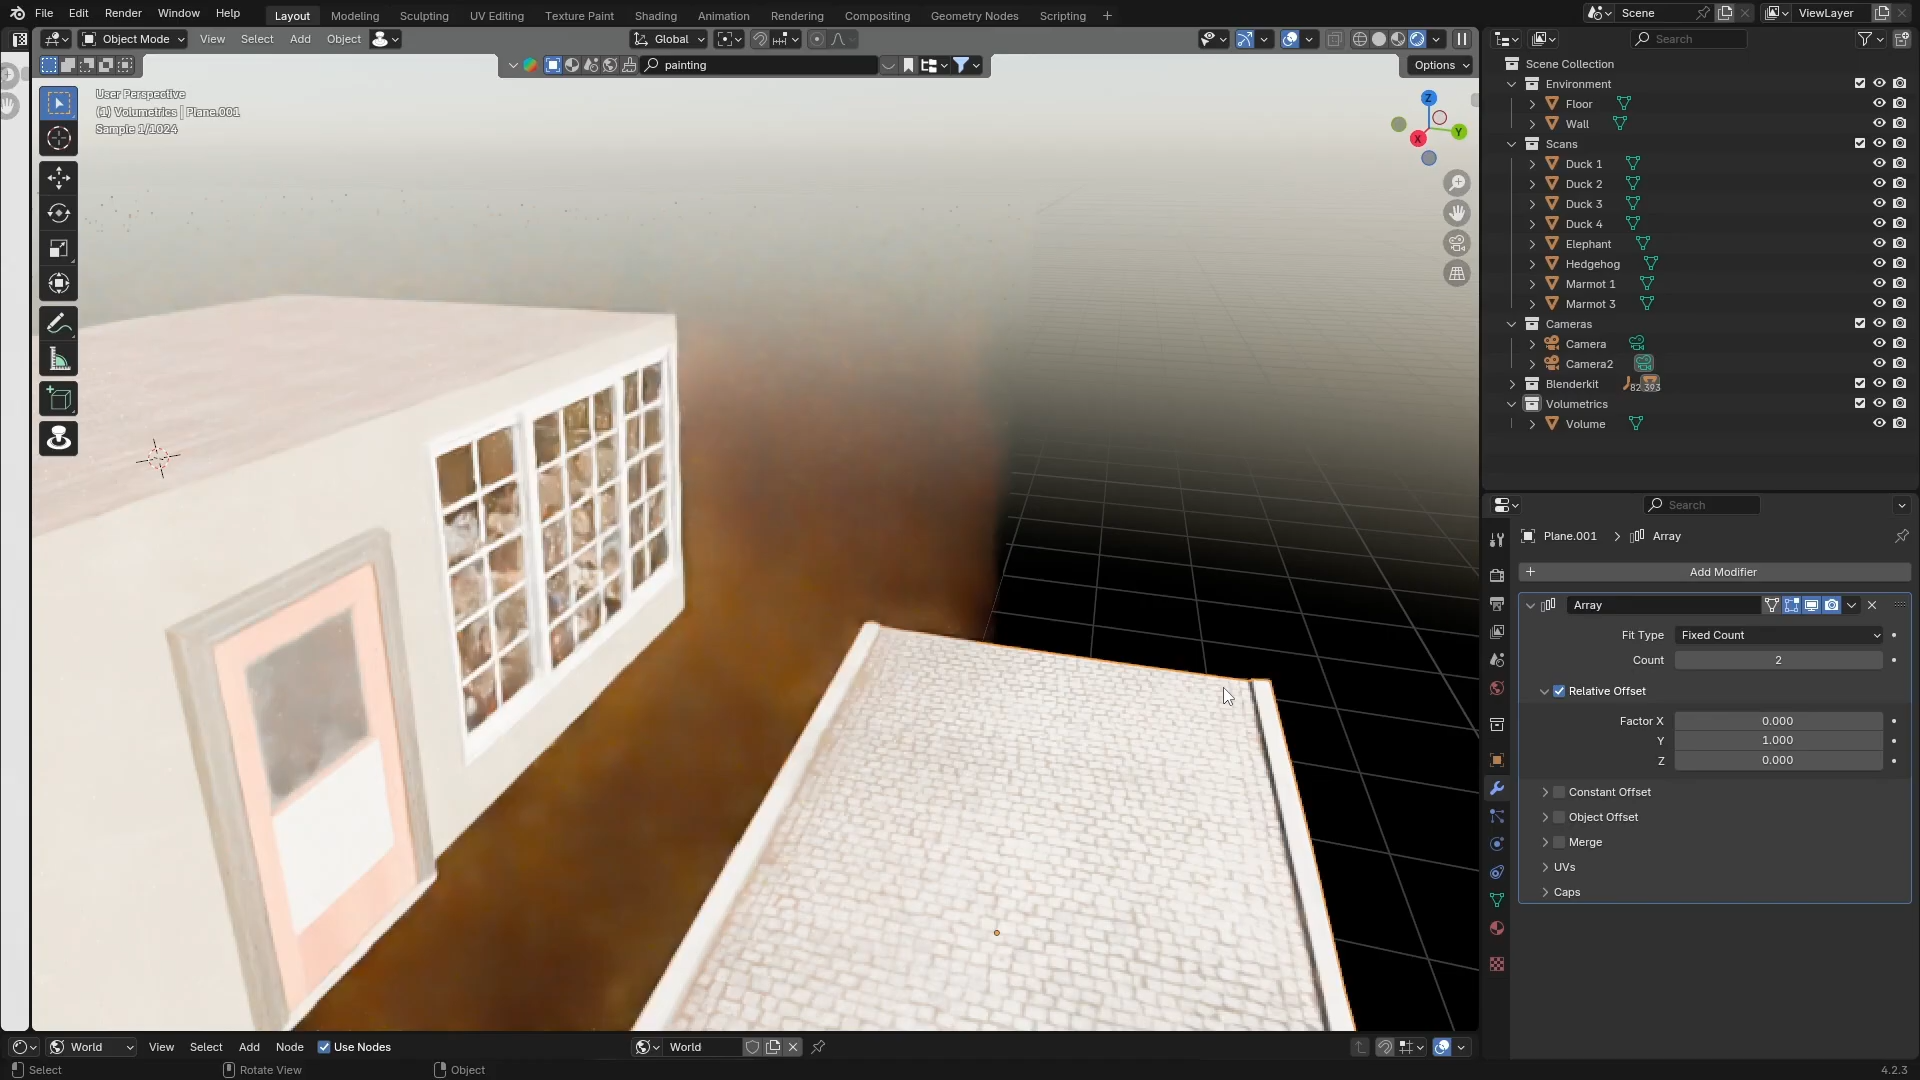 File Edit Render Window Help Layout Modeling Sculpting UV Editing Texture Paint Shading Animation Rendering Compositing Geometry Nodes Scripting + Scene ViewLayer
Object Mode View Select Add Object Global Search
painting Options
User Perspective
(1) Volumetrics | Plane.001
Sample 1/1024
Z
Y
X
Scene Collection
Environment
Floor
Wall
Scans
Duck 1
Duck 2
Duck 3
Duck 4
Elephant
Hedgehog
Marmot 1
Marmot 3
Cameras
Camera
Camera2
Blenderkit 82 393
Volumetrics
Volume
Search
Plane.001 > Array
+ Add Modifier
Array
Fit Type Fixed Count
Count 2
Relative Offset
Factor X 0.000
Y 1.000
Z 0.000
Constant Offset
Object Offset
Merge
UVs
Caps
World View Select Add Node Use Nodes World
Select Rotate View Object 4.2.3